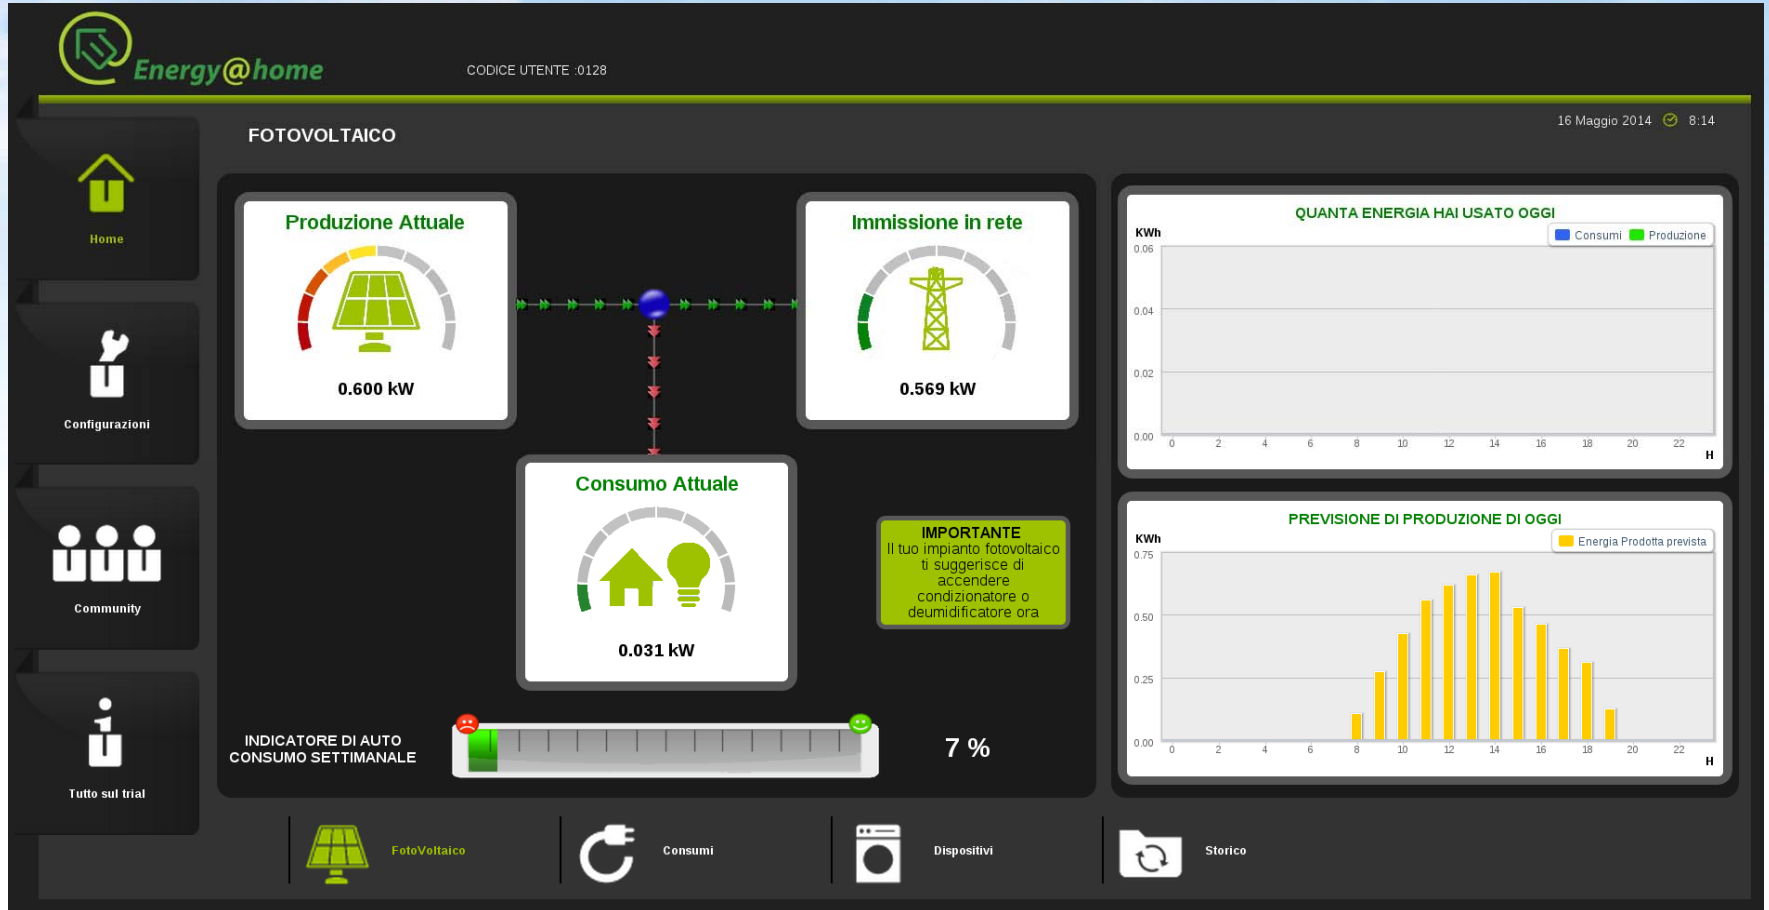 Energy@home
CODICE UTENTE :0128
16 Maggio 2014 8:14
FOTOVOLTAICO
Home
Configurazioni
Community
Tutto sul trial
Produzione Attuale
0.600 kW
Immissione in rete
0.569 kW
Consumo Attuale
0.031 kW
IMPORTANTE
Il tuo impianto fotovoltaico
ti suggerisce di
accendere
condizionatore o
deumidificatore ora
INDICATORE DI AUTO
CONSUMO SETTIMANALE
7 %
QUANTA ENERGIA HAI USATO OGGI
KWh
Consumi Produzione
0.06
0.04
0.02
0.00
0 2 4 6 8 10 12 14 16 18 20 22
H
PREVISIONE DI PRODUZIONE DI OGGI
KWh
Energia Prodotta prevista
0.75
0.50
0.25
0.00
0 2 4 6 8 10 12 14 16 18 20 22
H
FotoVoltaico
Consumi
Dispositivi
Storico